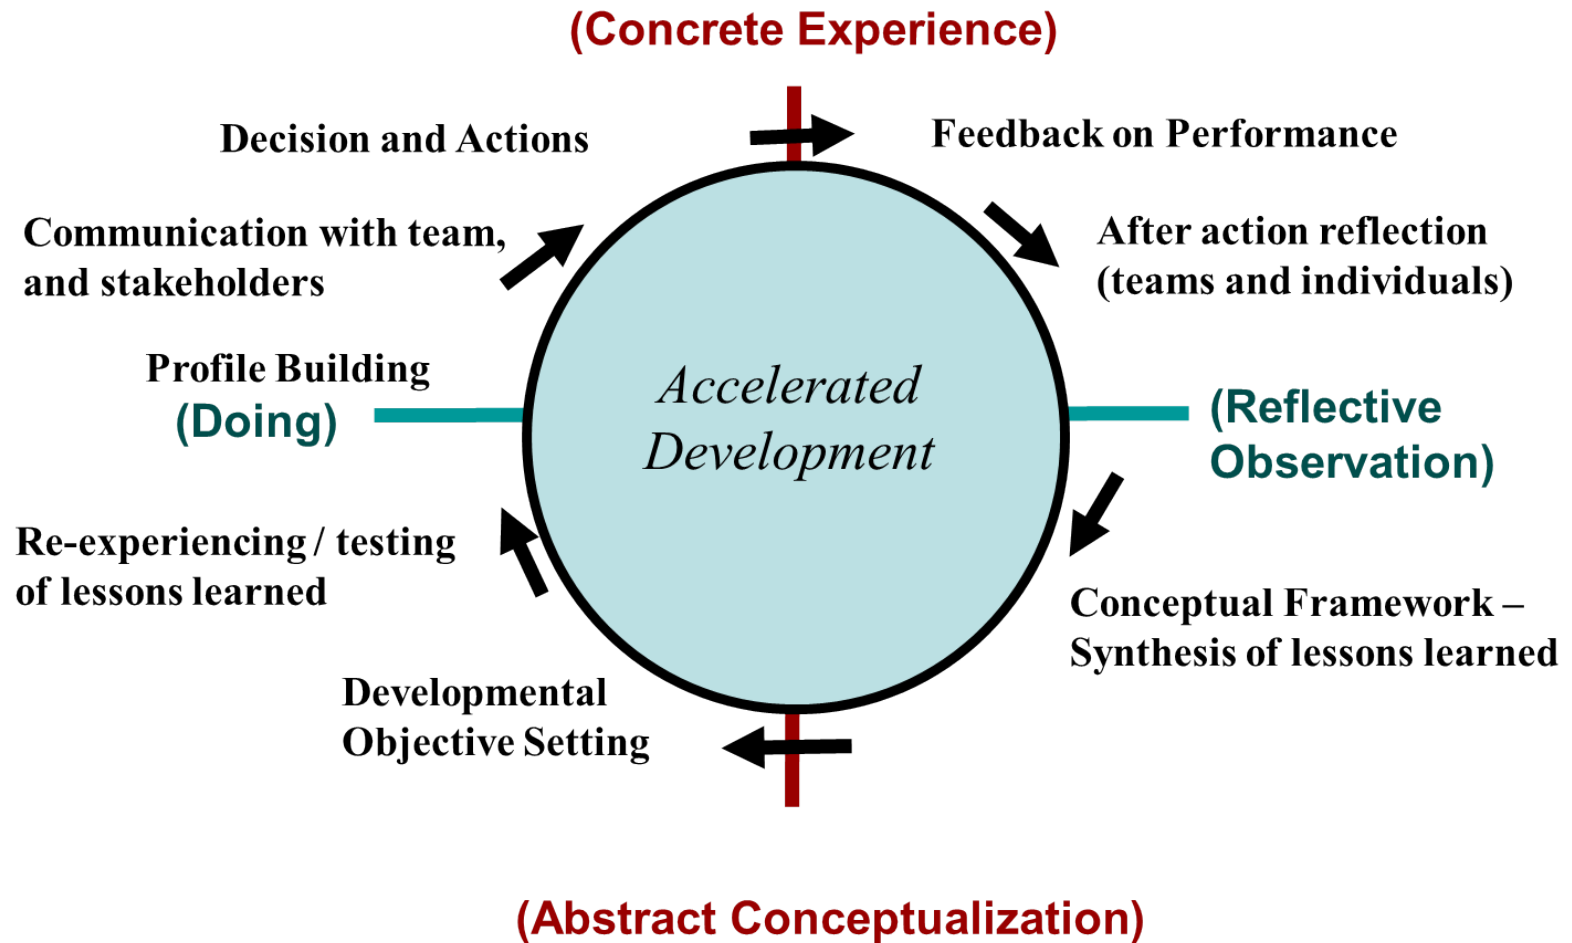 (Concrete Experience)
Decision and Actions
Feedback on Performance
Communication with team,
and stakeholders
After action reflection
(teams and individuals)
Profile Building
(Doing)
Accelerated
Development
(Reflective
Observation)
Re-experiencing / testing
of lessons learned
Conceptual Framework –
Synthesis of lessons learned
Developmental
Objective Setting
(Abstract Conceptualization)